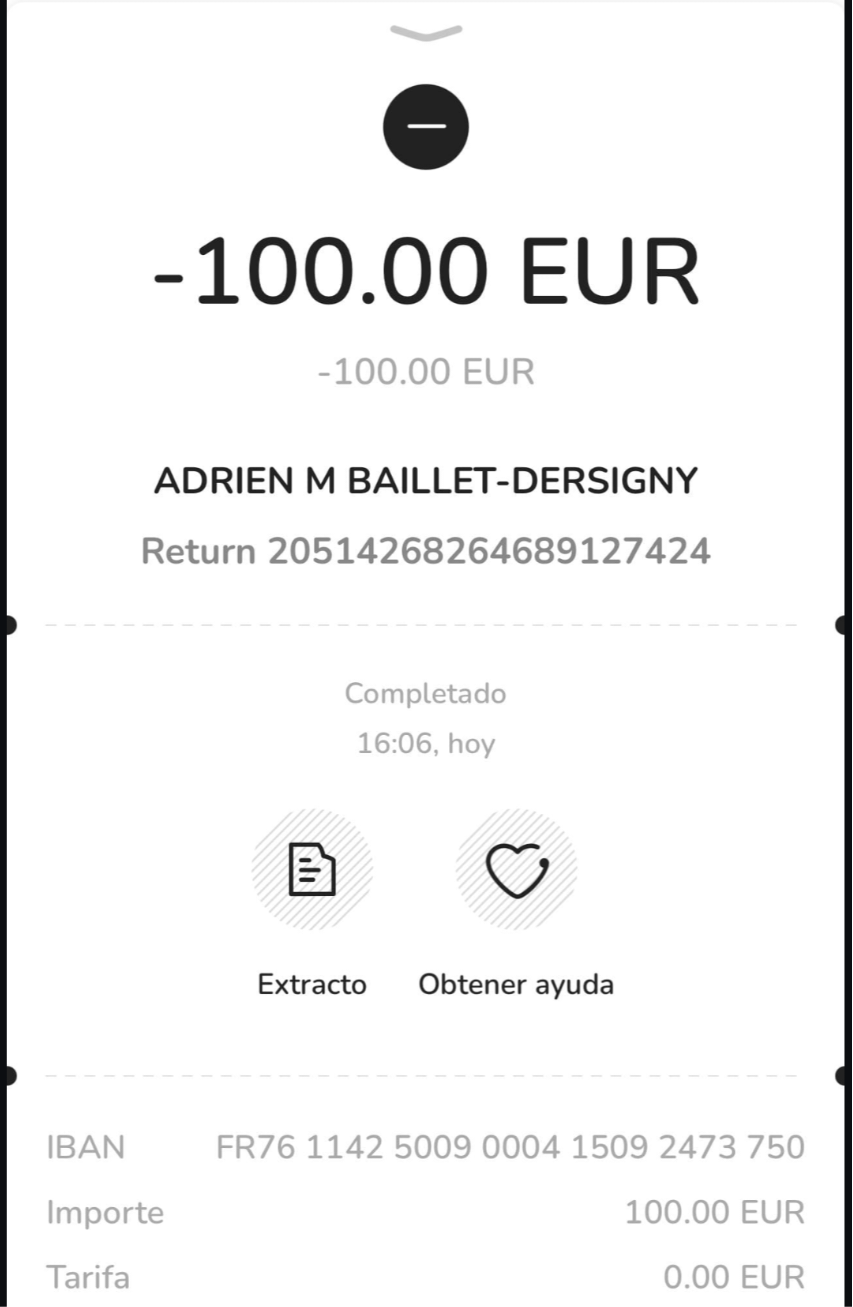 -100.00 EUR
-100.00 EUR
ADRIEN M BAILLET-DERSIGNY
Return 20514268264689127424
Completado
16:06, hoy
Extracto Obtener ayuda
IBAN FR76 1142 5009 0004 1509 2473 750
Importe 100.00 EUR
Tarifa 0.00 EUR